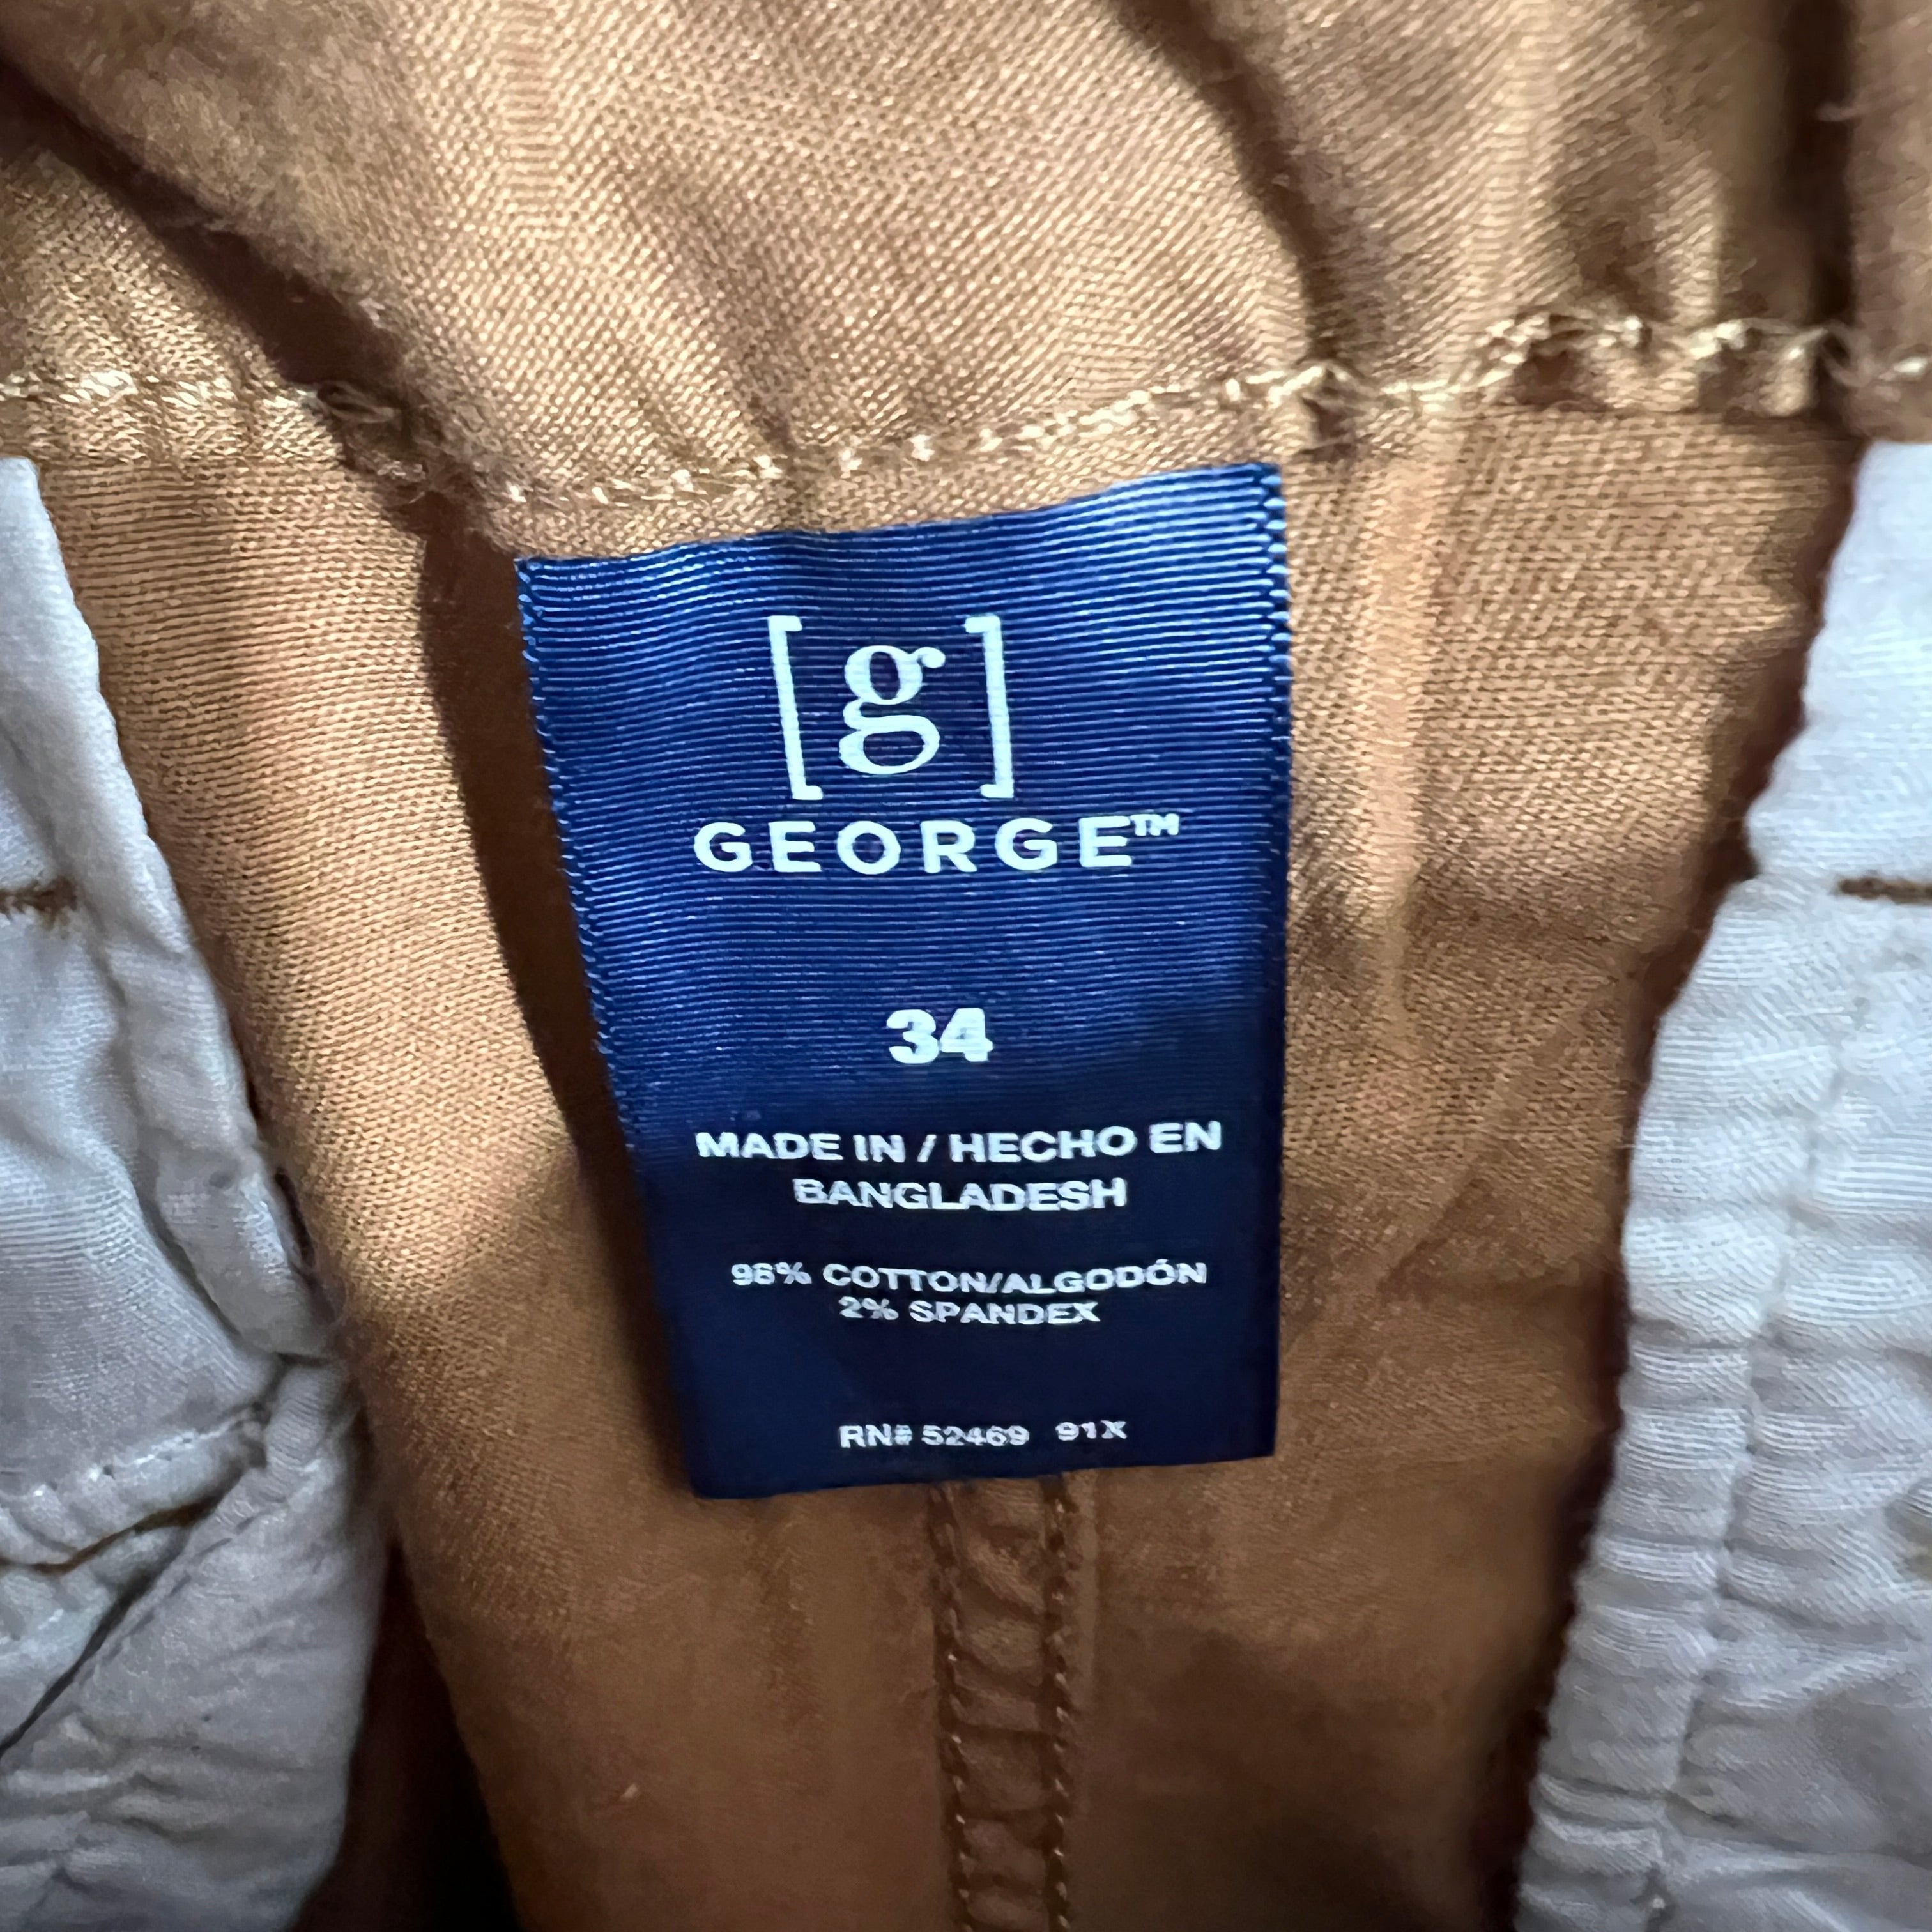 [g]
GEORGE™
34
MADE IN / HECHO EN
BANGLADESH
98% COTTON/ALGODÓN
2% SPANDEX
RN# 52469 91X